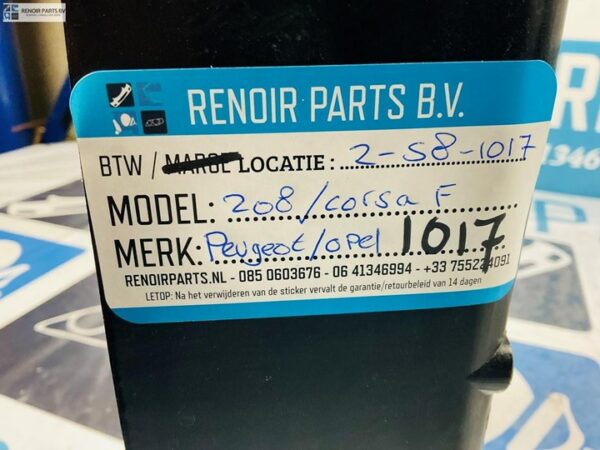 RENOIR PARTS BV
RENOIR PARTS B.V.
BTW / MARGE LOCATIE : 2-S8-1017
MODEL: 208/corsa F
MERK: Peugeot/opel 1017
RENOIRPARTS.NL - 085 0603676 - 06 41346994 - +33 755234091
LETOP: Na het verwijderen van de sticker vervalt de garantie/retourbeleid van 14 dagen